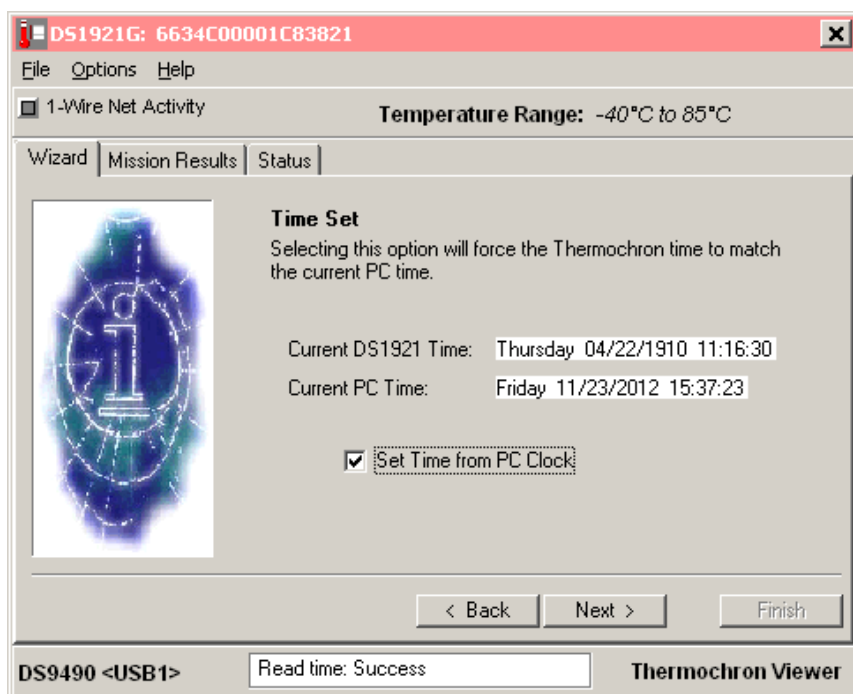 DS1921G: 6634C00001C83821
File Options Help
1-Wire Net Activity
Temperature Range: -40°C to 85°C
Wizard Mission Results Status
Time Set
Selecting this option will force the Thermochron time to match
the current PC time.
Current DS1921 Time: Thursday 04/22/1910 11:16:30
Current PC Time: Friday 11/23/2012 15:37:23
Set Time from PC Clock
< Back Next > Finish
DS9490 <USB1> Read time: Success Thermochron Viewer